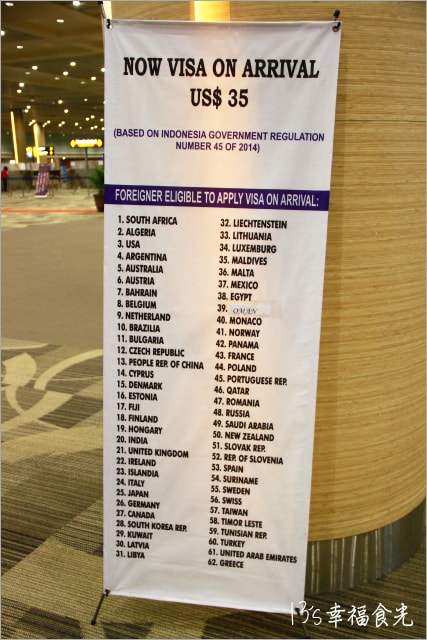 NOW VISA ON ARRIVAL
US$ 35
(BASED ON INDONESIA GOVERNMENT REGULATION
NUMBER 45 OF 2014)
FOREIGNER ELIGIBLE TO APPLY VISA ON ARRIVAL:
1. SOUTH AFRICA
2. ALGERIA
3. USA
4. ARGENTINA
5. AUSTRALIA
6. AUSTRIA
7. BAHRAIN
8. BELGIUM
9. NETHERLAND
10. BRAZILIA
11. BULGARIA
12. CZECH REPUBLIC
13. PEOPLE REP. OF CHINA
14. CYPRUS
15. DENMARK
16. ESTONIA
17. FIJI
18. FINLAND
19. HONGARY
20. INDIA
21. UNITED KINGDOM
22. IRELAND
23. ISLANDIA
24. ITALY
25. JAPAN
26. GERMANY
27. CANADA
28. SOUTH KOREA REP.
29. KUWAIT
30. LATVIA
31. LIBYA
32. LIECHTENSTEIN
33. LITHUANIA
34. LUXEMBURG
35. MALDIVES
36. MALTA
37. MEXICO
38. EGYPT
39. OMAN
40. MONACO
41. NORWAY
42. PANAMA
43. FRANCE
44. POLAND
45. PORTUGUESE REP.
46. QATAR
47. ROMANIA
48. RUSSIA
49. SAUDI ARABIA
50. NEW ZEALAND
51. SLOVAK REP.
52. REP. OF SLOVENIA
53. SPAIN
54. SURINAME
55. SWEDEN
56. SWISS
57. TAIWAN
58. TIMOR LESTE
59. TUNISIAN REP.
60. TURKEY
61. UNITED ARAB EMIRATES
62. GREECE
13's幸福食光